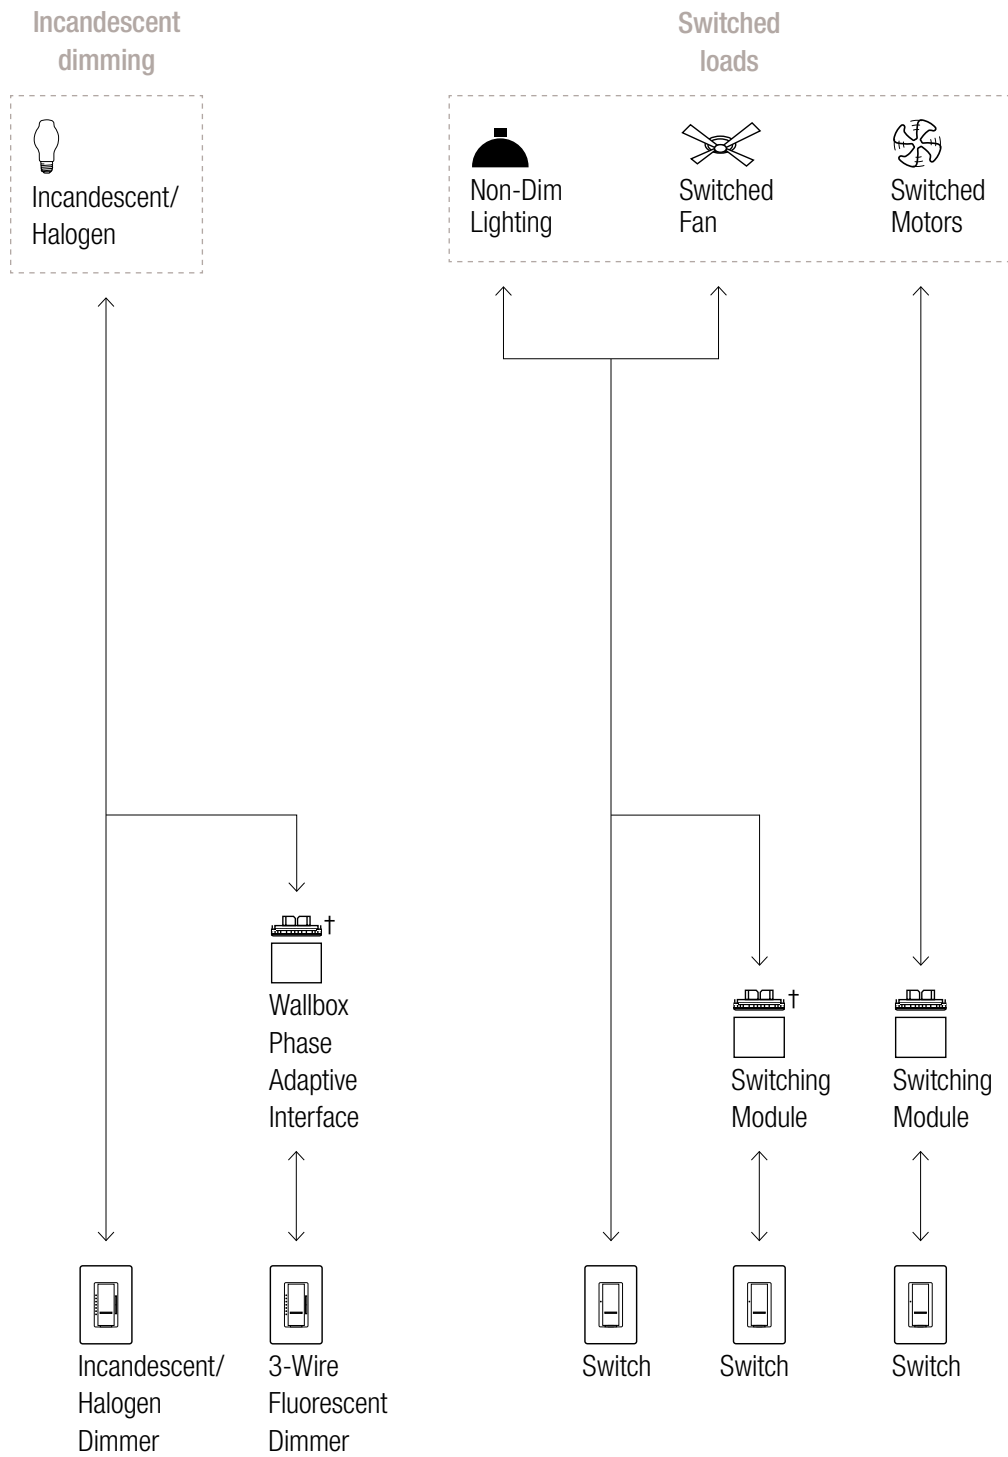 Incandescent
dimming
Switched
loads
Incandescent/
Halogen
Non-Dim
Lighting
Switched
Fan
Switched
Motors
†
Wallbox
Phase
Adaptive
Interface
†
Switching
Module
Switching
Module
Incandescent/
Halogen
Dimmer
3-Wire
Fluorescent
Dimmer
Switch
Switch
Switch